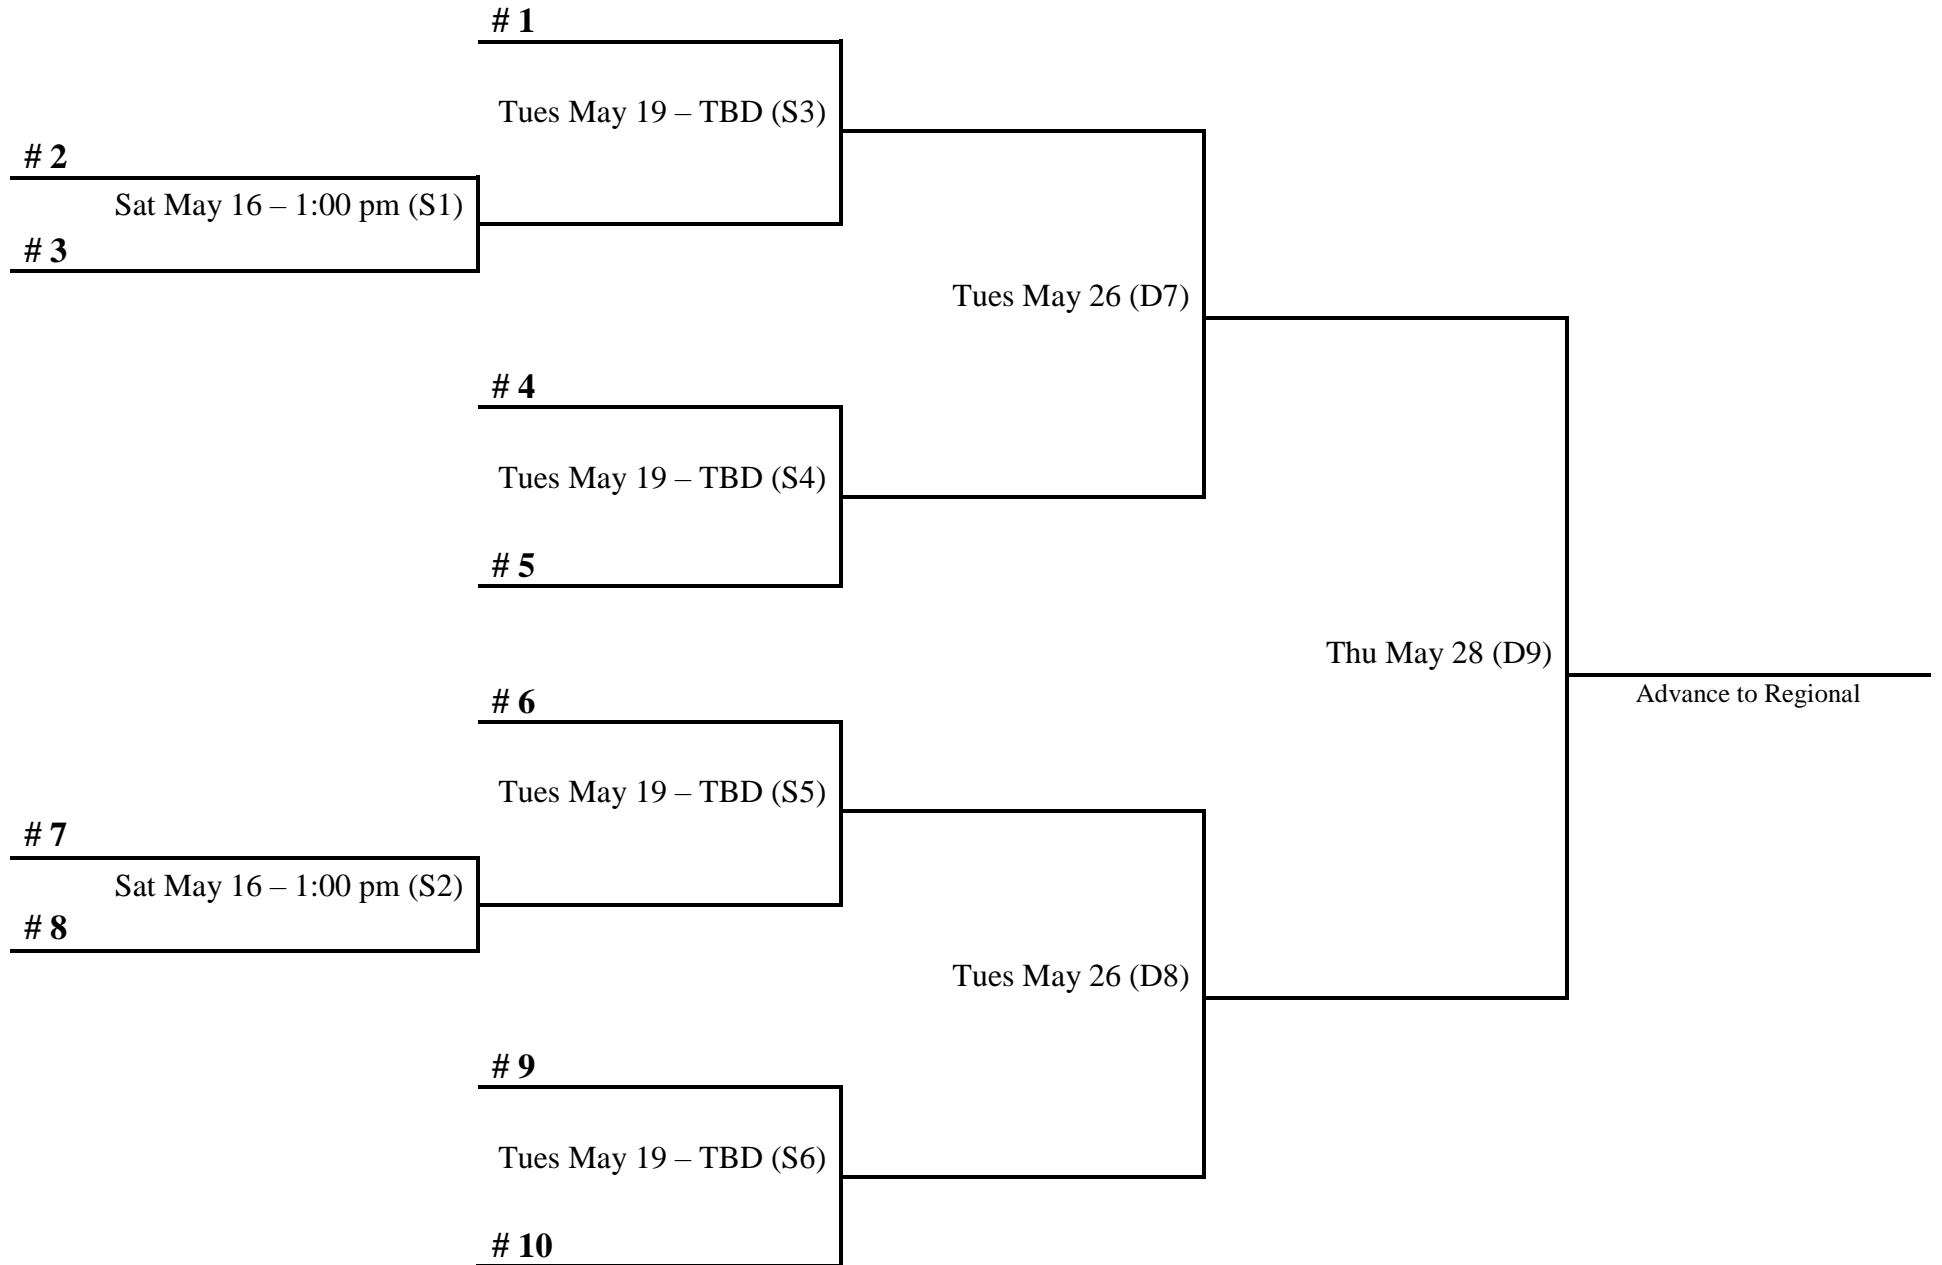 # 1
Tues May 19 – TBD (S3)
# 2
Sat May 16 – 1:00 pm (S1)
# 3
Tues May 26 (D7)
# 4
Tues May 19 – TBD (S4)
# 5
Thu May 28 (D9)
Advance to Regional
# 6
Tues May 19 – TBD (S5)
# 7
Sat May 16 – 1:00 pm (S2)
# 8
Tues May 26 (D8)
# 9
Tues May 19 – TBD (S6)
# 10